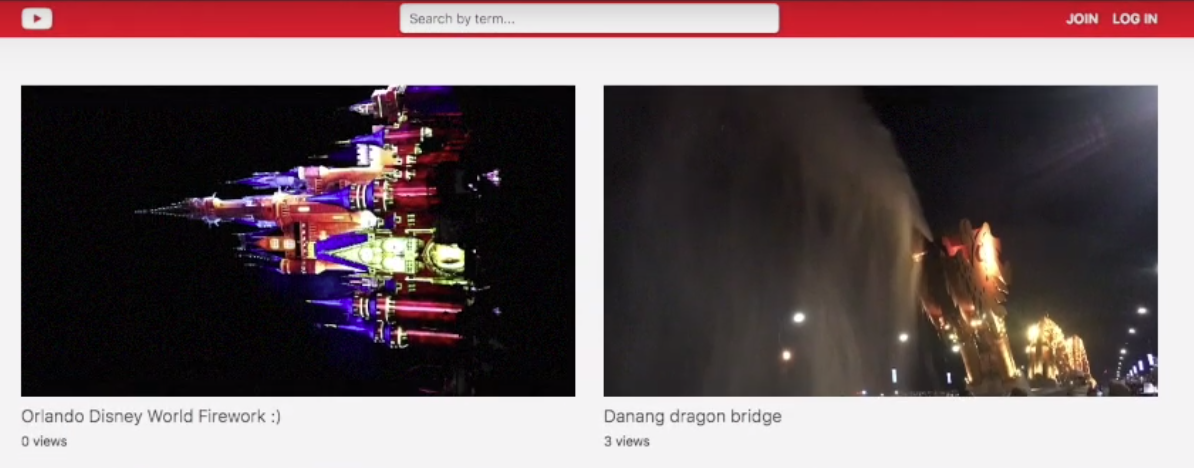 Search by term...
JOIN LOG IN
Orlando Disney World Firework :)
Danang dragon bridge
0 views
3 views